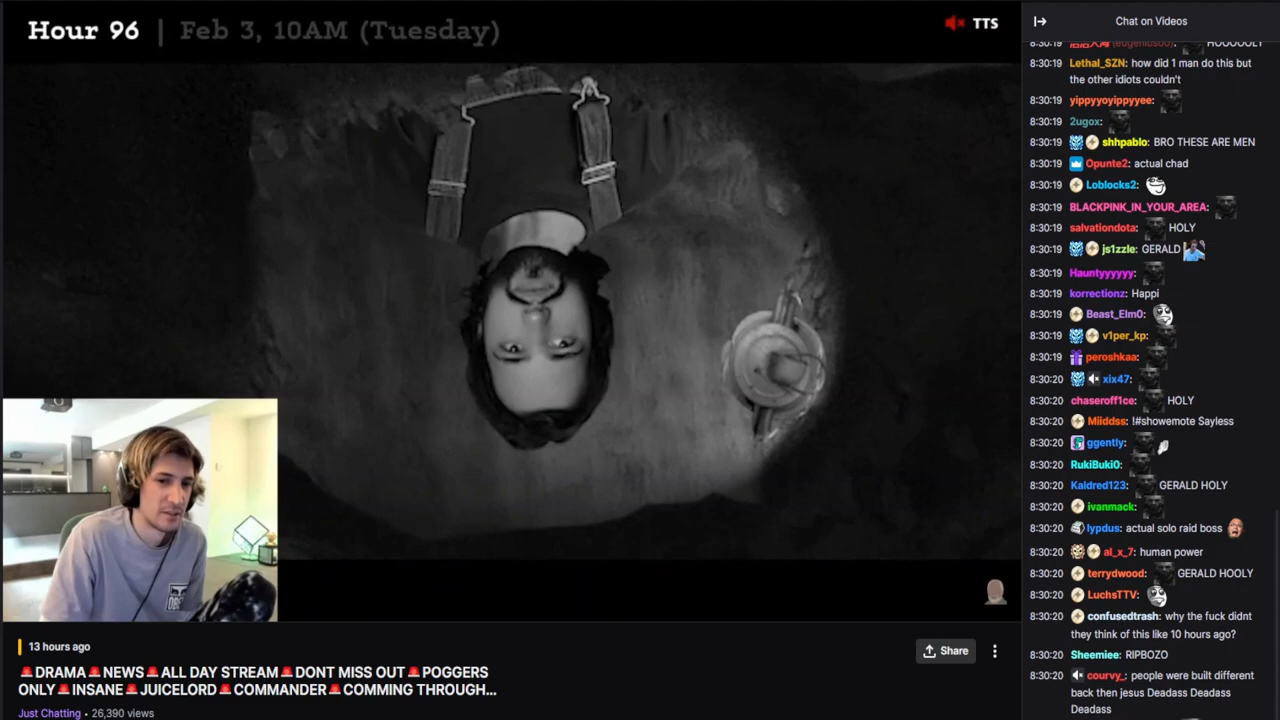 Hour 96 | Feb 3, 10AM (Tuesday)
TTS
13 hours ago
Share
🚨DRAMA🚨NEWS🚨ALL DAY STREAM🚨DONT MISS OUT🚨POGGERS
ONLY🚨INSANE🚨JUICELORD🚨COMMANDER🚨COMMING THROUGH...
Just Chatting • 26,390 views
Chat on Videos
8:30:19 Lethal_SZN: how did 1 man do this but
the other idiots couldn't
8:30:19 yippyyoyippyyee:
8:30:19 2ugox:
8:30:19 shhpablo: BRO THESE ARE MEN
8:30:19 Opunte2: actual chad
8:30:19 Loblocks2:
8:30:19 BLACKPINK_IN_YOUR_AREA:
8:30:19 salvationdota: HOLY
8:30:19 js1zzle: GERALD
8:30:19 Hauntyyyyyy:
8:30:19 korrectionz: Happi
8:30:19 Beast_Elm0:
8:30:19 v1per_kp:
8:30:19 peroshkaa:
8:30:20 xix47:
8:30:20 chaseroff1ce: HOLY
8:30:20 Miiddss: !#showemote Sayless
8:30:20 ggently:
8:30:20 RukiBuki0:
8:30:20 Kaldred123: GERALD HOLY
8:30:20 ivanmack:
8:30:20 lypdus: actual solo raid boss
8:30:20 al_x_7: human power
8:30:20 terrydwood: GERALD HOOLY
8:30:20 LuchsTTV:
8:30:20 confusedtrash: why the fuck didnt
they think of this like 10 hours ago?
8:30:20 Sheemiee: RIPBOZO
8:30:20 courvy_: people were built different
back then jesus Deadass Deadass
Deadass